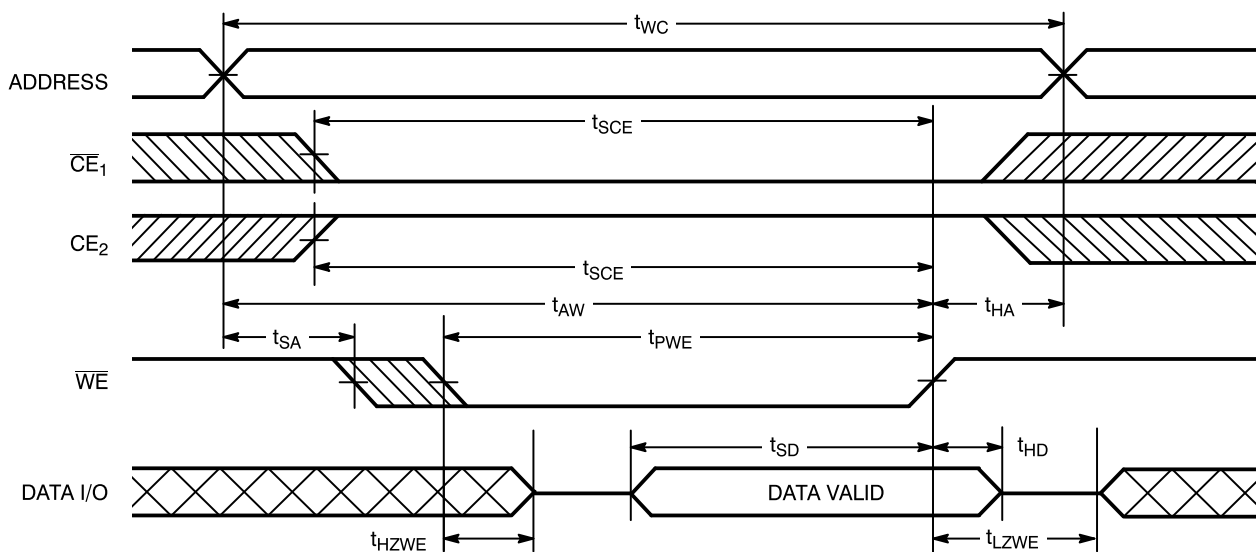 tWC
ADDRESS
tSCE
CE1
CE2
tSCE
tAW
tHA
tSA
tPWE
WE
tSD
tHD
DATA I/O
DATA VALID
tHZWE
tLZWE